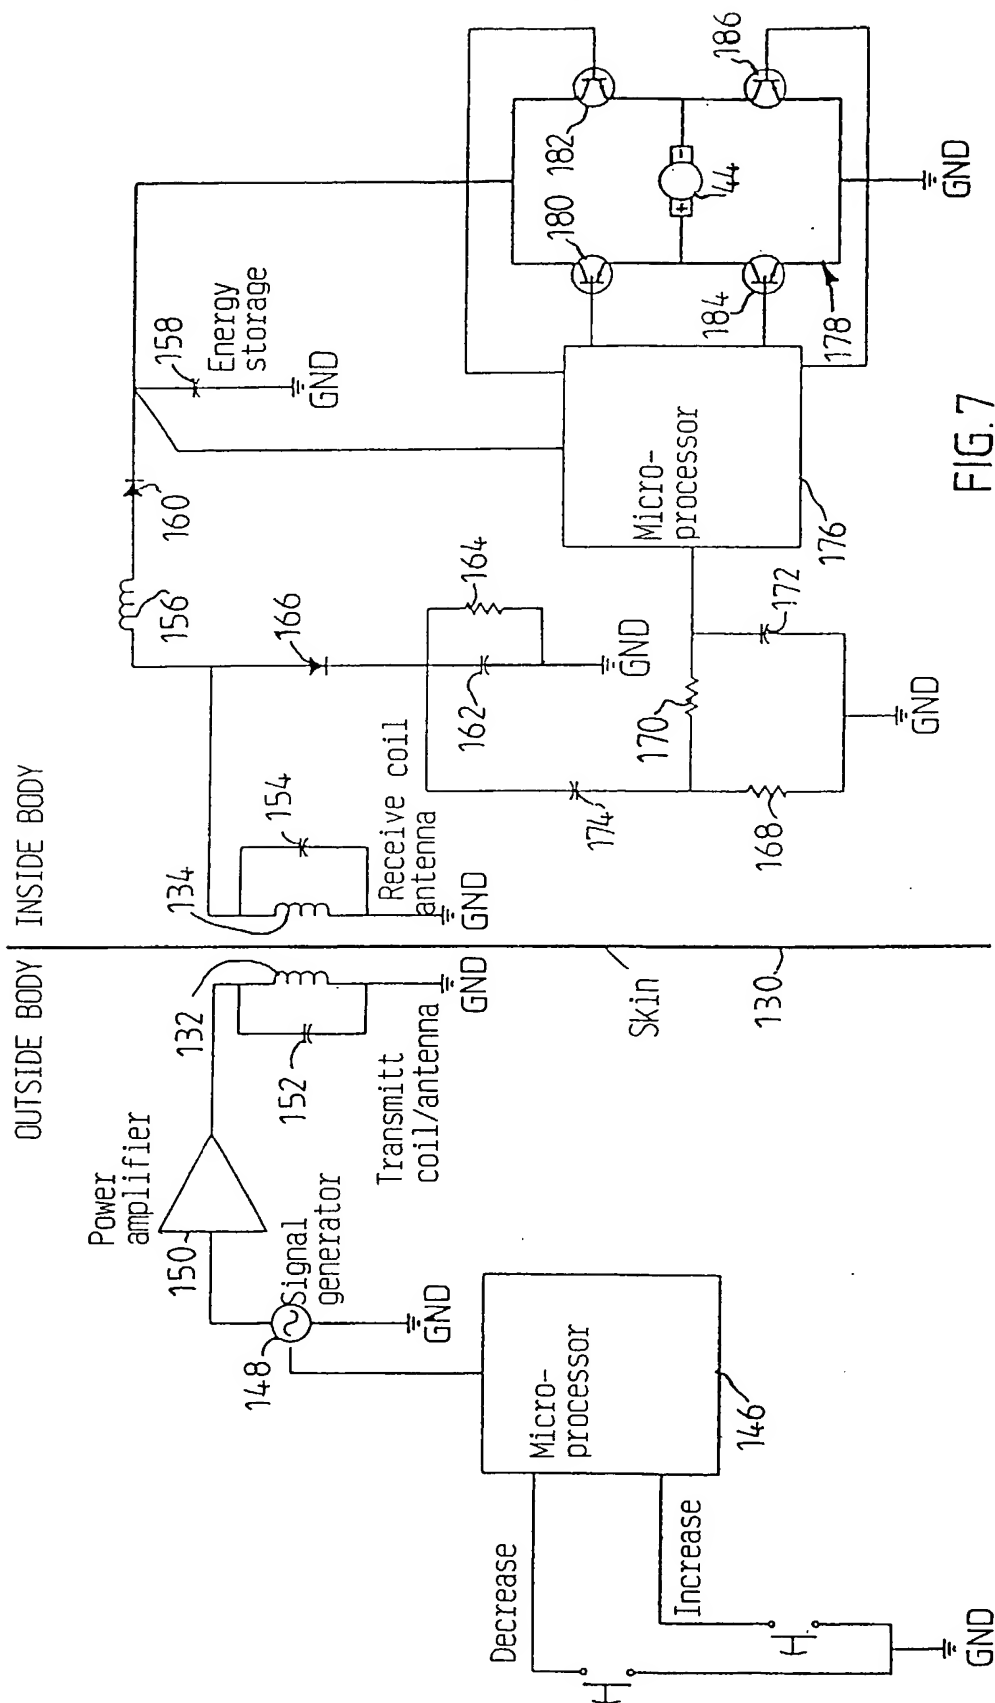 OUTSIDE BODY
INSIDE BODY
Power
amplifier
150
132
134
152
154
Transmitt
coil/antenna
GND
Receive coil
antenna
GND
148
Signal
generator
GND
Micro-
processor
146
Decrease
Increase
GND
Skin
130
156
160
158
Energy
storage
GND
166
164
162
GND
174
170
172
168
GND
Micro-
processor
176
180
182
184
186
44
+
-
178
GND
FIG. 7